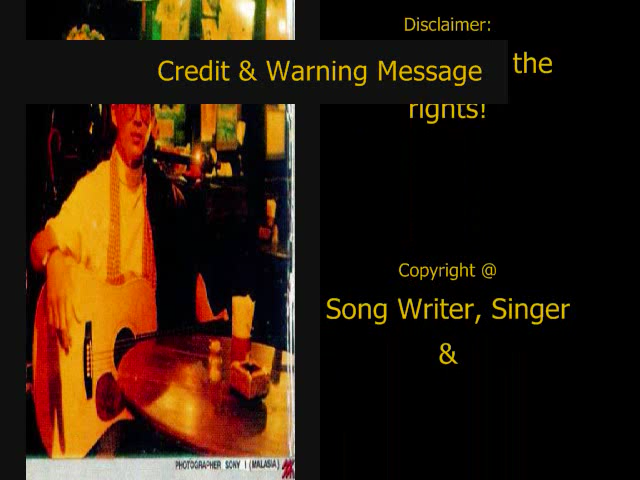 Disclaimer:
Credit & Warning Message
the
rights!
Copyright @
Song Writer, Singer
&
PHOTOGRAPHER SONY I (MALASIA)